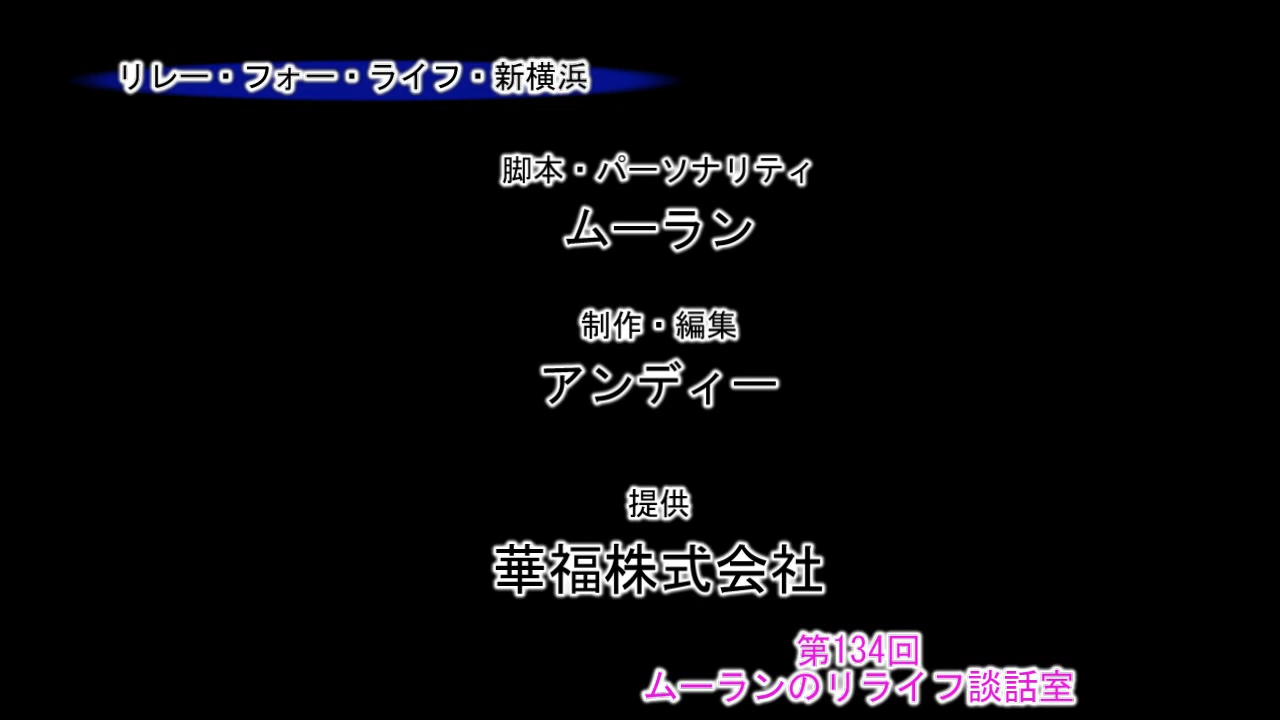 リレー・フォー・ライフ・新横浜
脚本・パーソナリティ
ムーラン
制作・編集
アンディー
提供
華福株式会社
第134回
ムーランのリライフ談話室